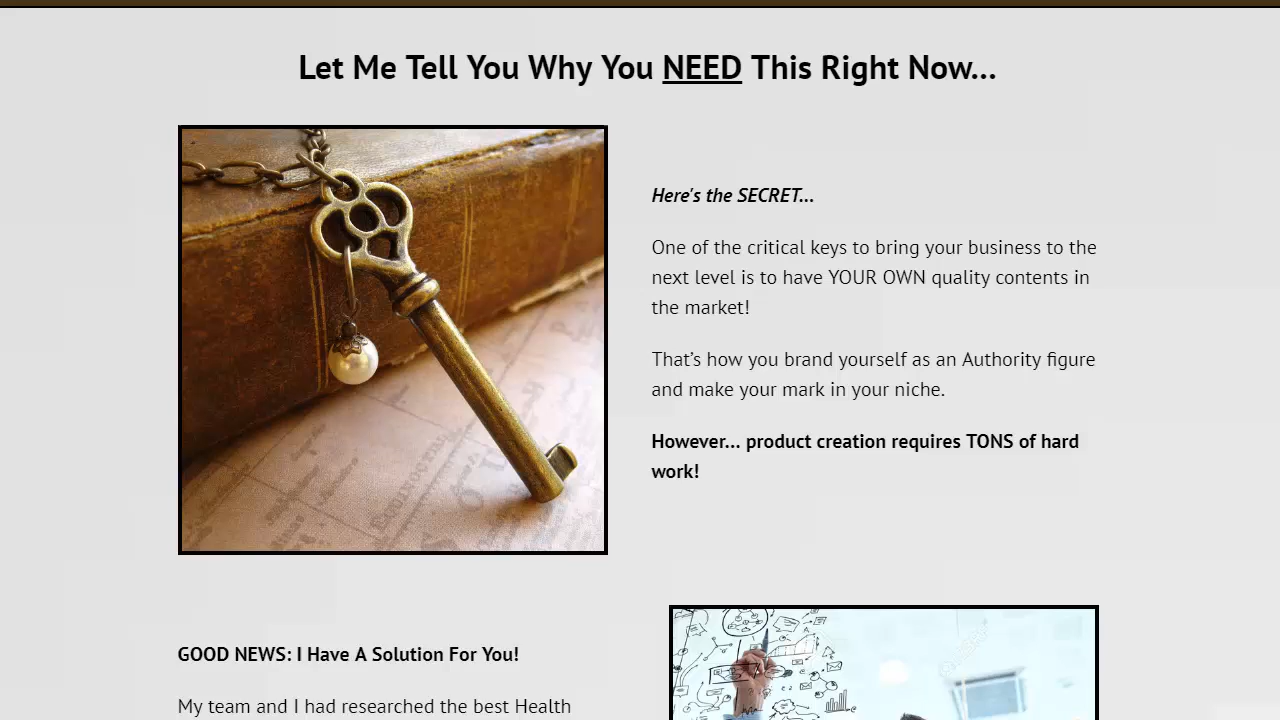 Let Me Tell You Why You NEED This Right Now...
Here's the SECRET...
One of the critical keys to bring your business to the
next level is to have YOUR OWN quality contents in
the market!
That's how you brand yourself as an Authority figure
and make your mark in your niche.
However... product creation requires TONS of hard
work!
GOOD NEWS: I Have A Solution For You!
My team and I had researched the best Health